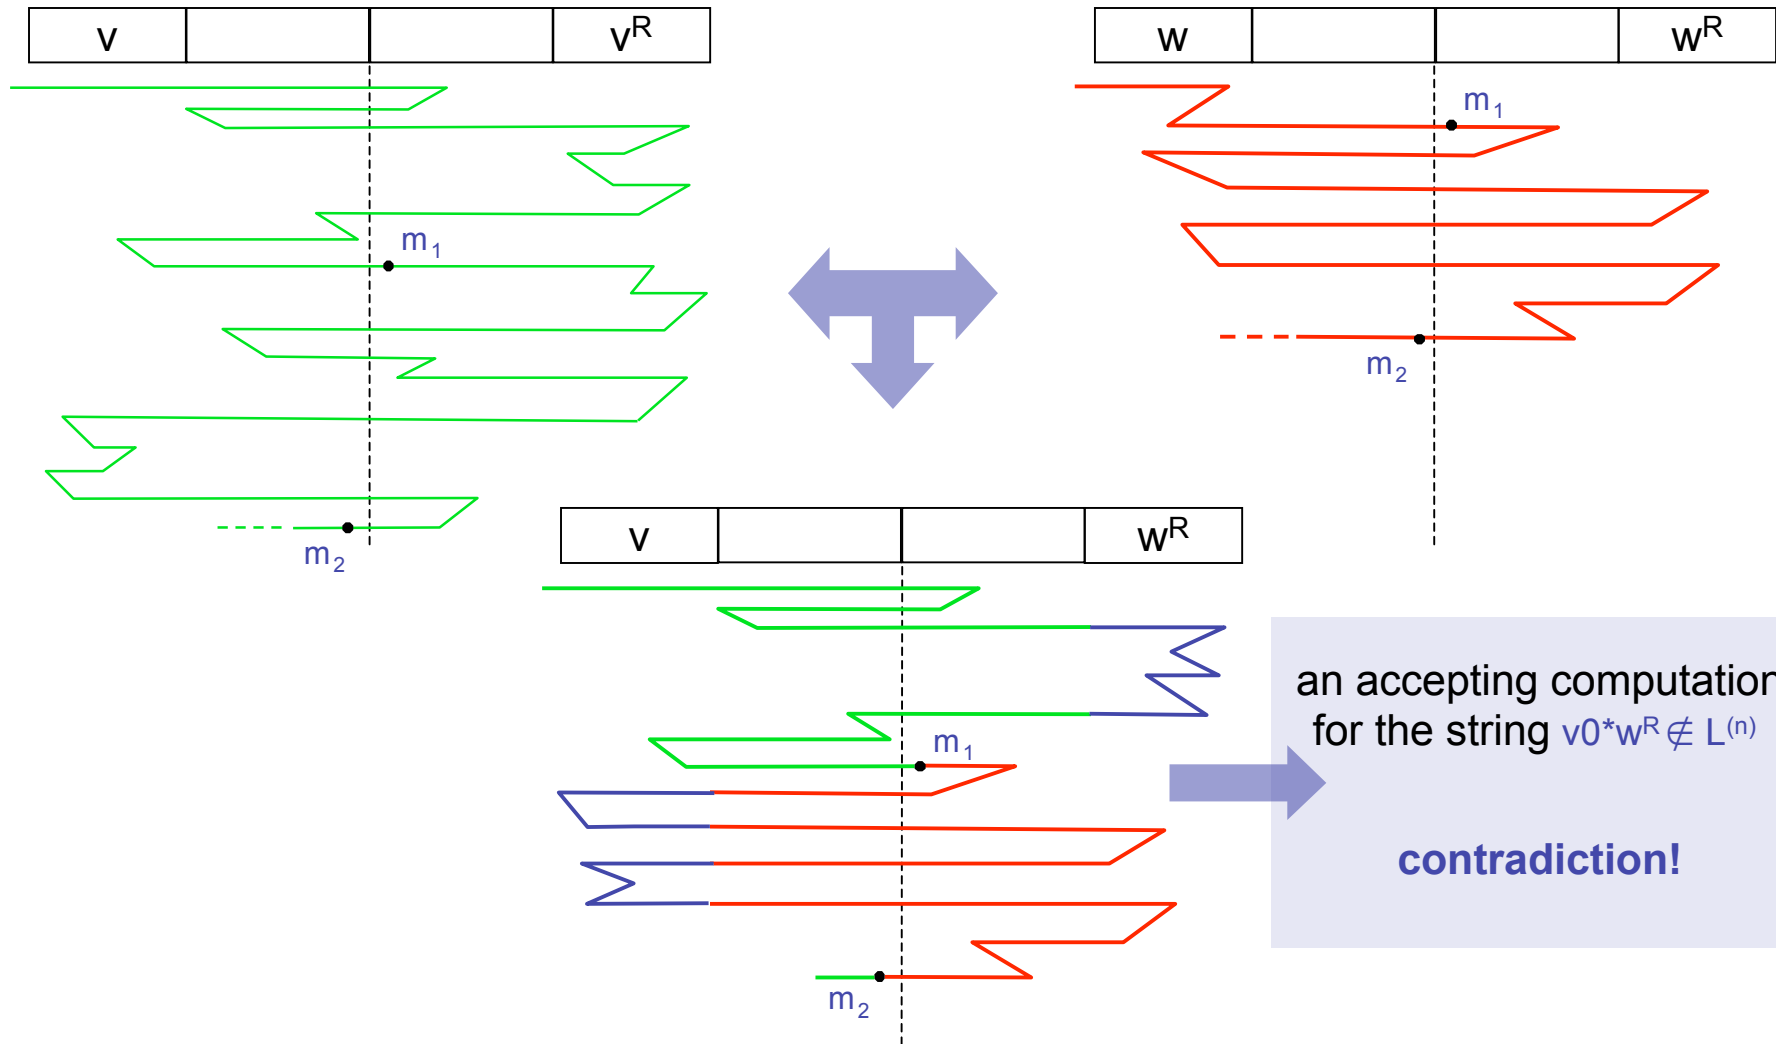 v v^R
w w^R
m₁
m₁
m₂
m₂
v w^R
m₁
m₂
an accepting computation
for the string v0*w^R ∉ L^(n)
contradiction!